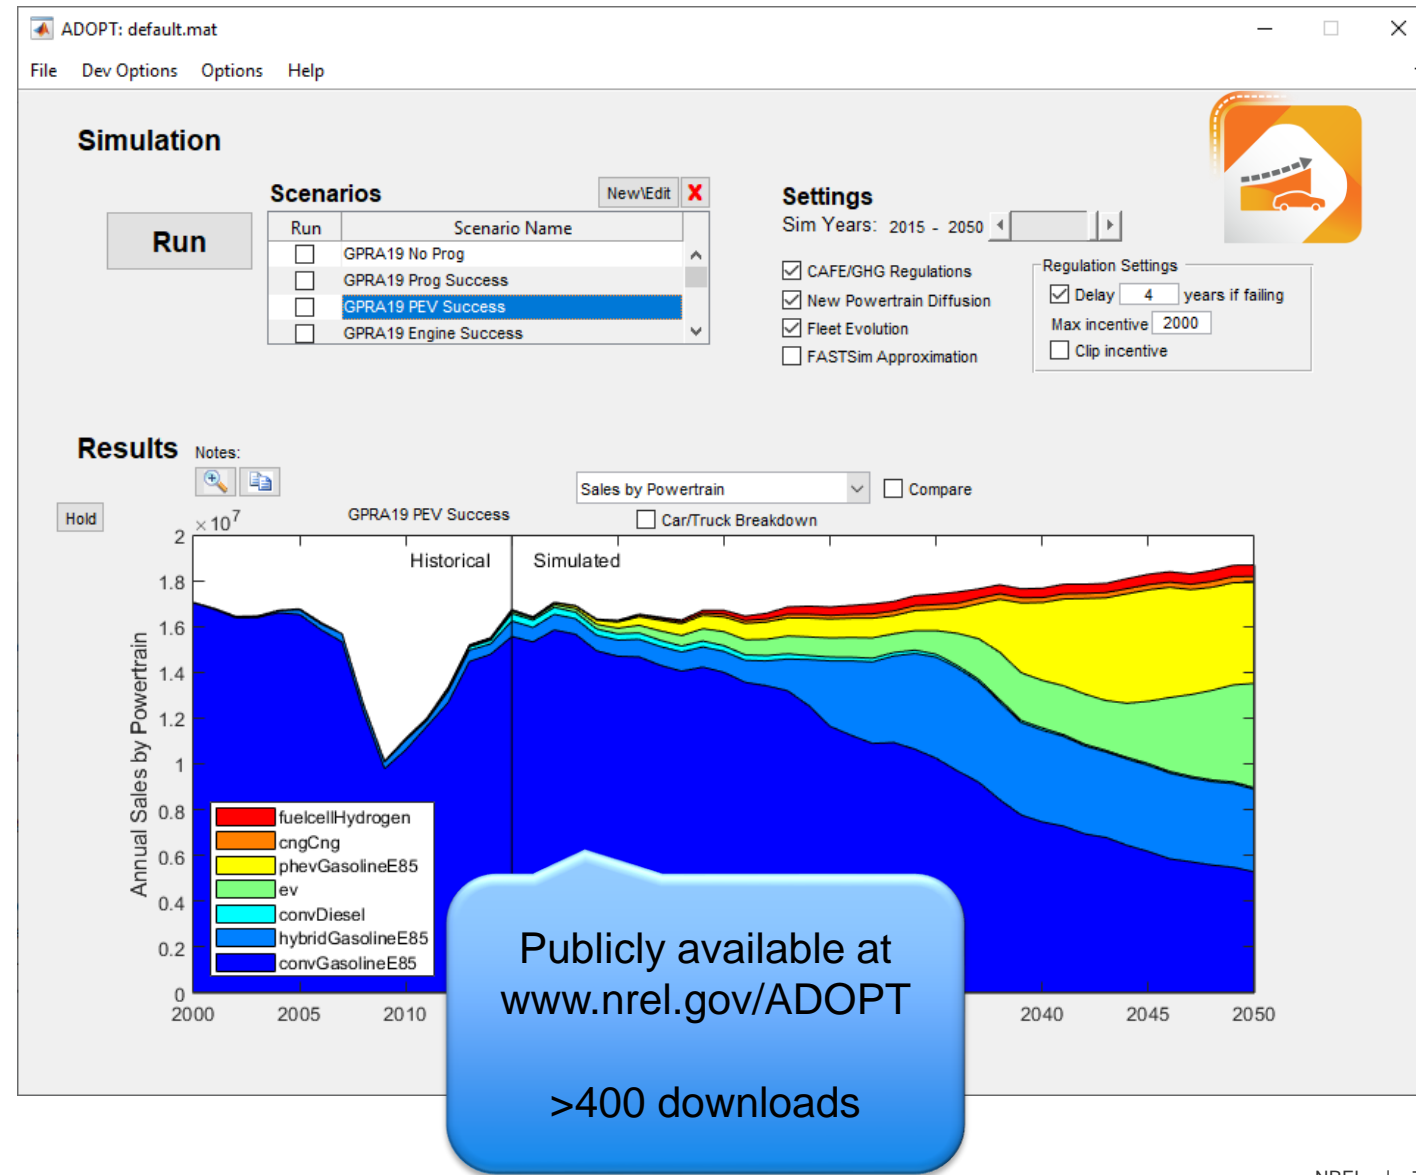 ADOPT: default.mat
File Dev Options Options Help
Simulation
Scenarios
New\Edit X
Settings
Run
Run Scenario Name
GPRA19 No Prog
GPRA19 Prog Success
GPRA19 PEV Success
GPRA19 Engine Success
Sim Years: 2015 - 2050
CAFE/GHG Regulations
New Powertrain Diffusion
Fleet Evolution
FASTSim Approximation
Regulation Settings
Delay 4 years if failing
Max incentive 2000
Clip incentive
Results Notes:
Sales by Powertrain
Compare
Hold
×10^7
GPRA19 PEV Success
Car/Truck Breakdown
Historical Simulated
Annual Sales by Powertrain
2
1.8
1.6
1.4
1.2
1
0.8
0.6
0.4
0.2
0
fuelcellHydrogen
cngCng
phevGasolineE85
ev
convDiesel
hybridGasolineE85
convGasolineE85
2000 2005 2010 2040 2045 2050
Publicly available at
www.nrel.gov/ADOPT
>400 downloads